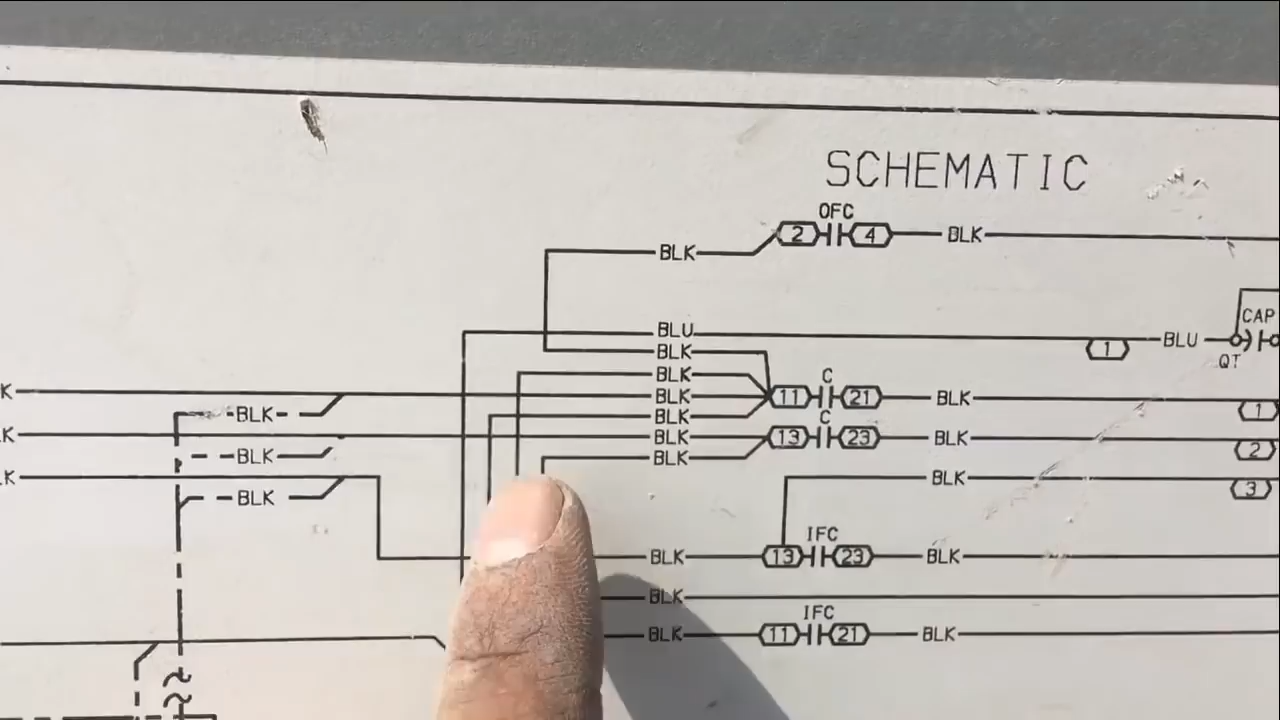 SCHEMATIC
OFC
BLK 2 4 BLK
BLU 1 BLU CAP
QT
BLK
BLK C
K BLK 11 21 BLK 1
BLK BLK C
K BLK 13 23 BLK 2
BLK BLK
K BLK 3
BLK
IFC
BLK 13 23 BLK
BLK
IFC
BLK 11 21 BLK